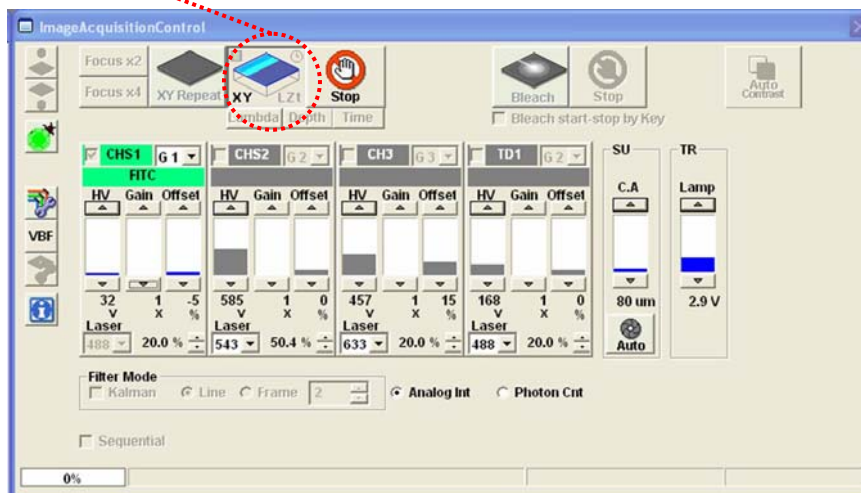 ImageAcquisitionControl
Focus x2
Focus x4
XY Repeat
XY
LZt
Stop
Lambda Depth Time
Bleach
Stop
Bleach start-stop by Key
Auto
Contrast
CHS1 G 1
FITC
HV Gain Offset
32 1 -5
V X %
Laser
488 20.0 %
CHS2 G 2
HV Gain Offset
585 1 0
V X %
Laser
543 50.4 %
CH3 G 3
HV Gain Offset
457 1 15
V X %
Laser
633 20.0 %
TD1 G 2
HV Gain Offset
168 1 0
V X %
Laser
488 20.0 %
SU
C.A
80 um
Auto
TR
Lamp
2.9 V
VBF
Filter Mode
Kalman Line Frame 2
Analog Int Photon Cnt
Sequential
0%